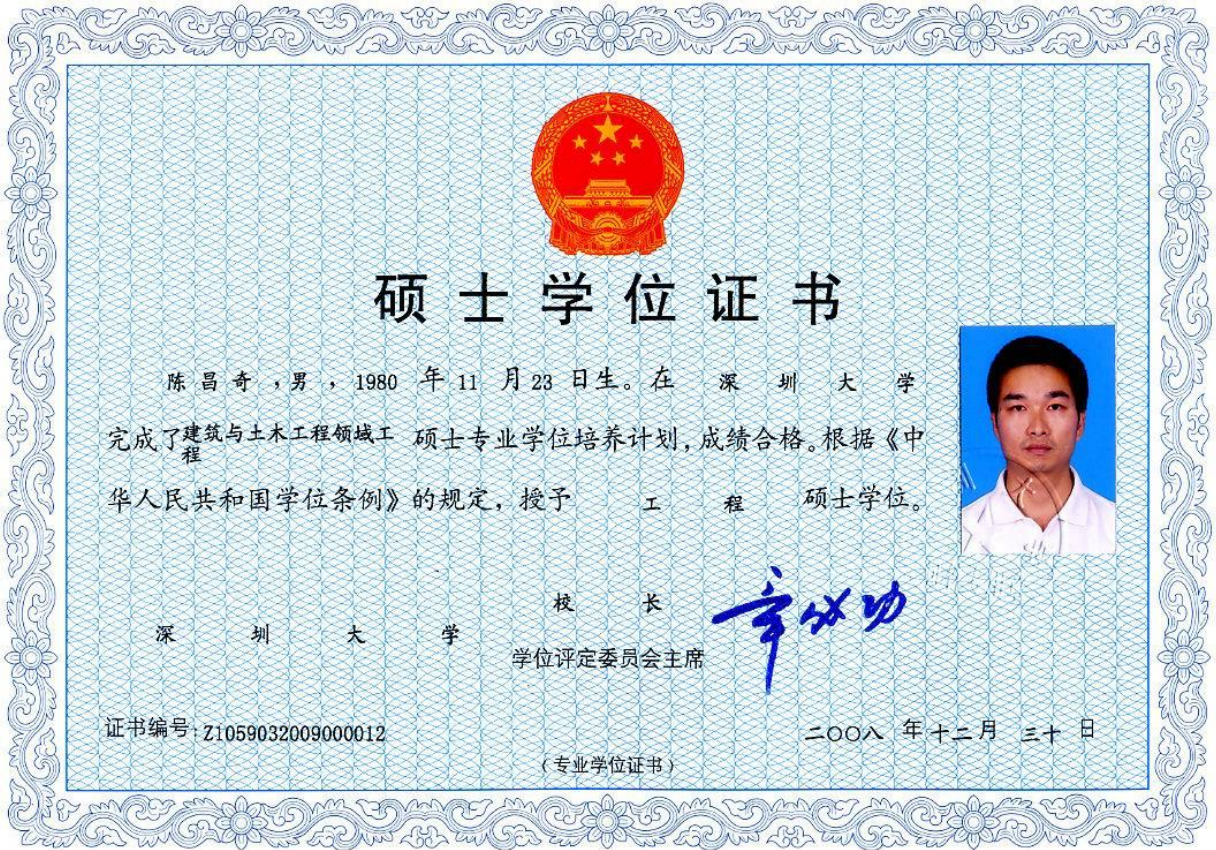 硕士学位证书
陈昌奇,男,1980 年 11 月 23 日生。在 深圳大学
完成了建筑与土木工程领域工程 硕士专业学位培养计划,成绩合格。根据《中
华人民共和国学位条例》的规定,授予 工程 硕士学位。
校长 章必功
深圳大学
学位评定委员会主席
证书编号:Z1059032009000012
二〇〇八 年 十二 月 三十 日
(专业学位证书)